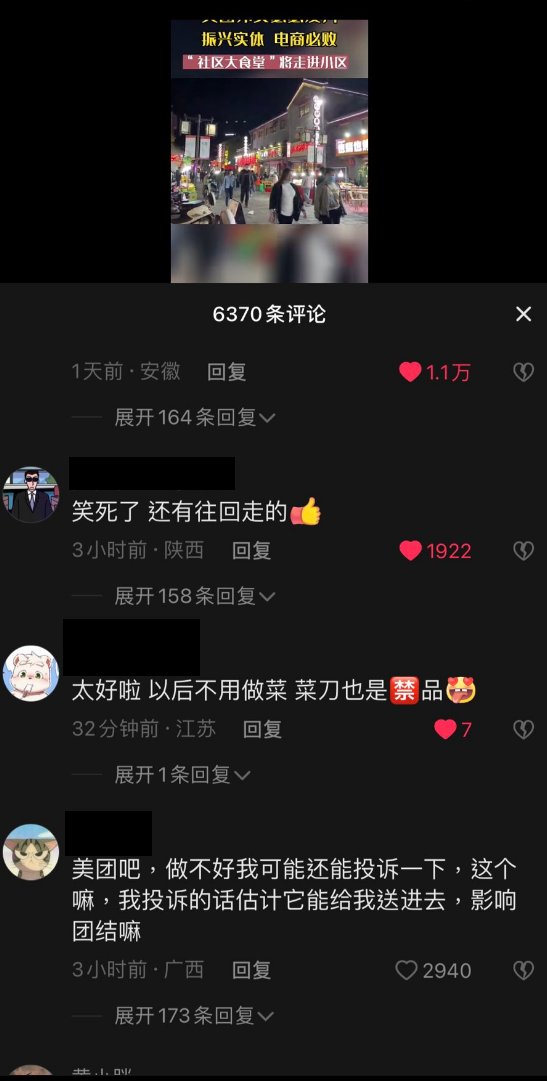 振兴实体 电商必败
“社区大食堂”将走进小区
6370条评论
1天前·安徽 回复 1.1万
展开164条回复
笑死了 还有往回走的👍
3小时前·陕西 回复 1922
展开158条回复
太好啦 以后不用做菜 菜刀也是🈲品🤩
32分钟前·江苏 回复 7
展开1条回复
美团吧，做不好我可能还能投诉一下，这个
嘛，我投诉的话估计它能给我送进去，影响
团结嘛
3小时前·广西 回复 2940
展开173条回复